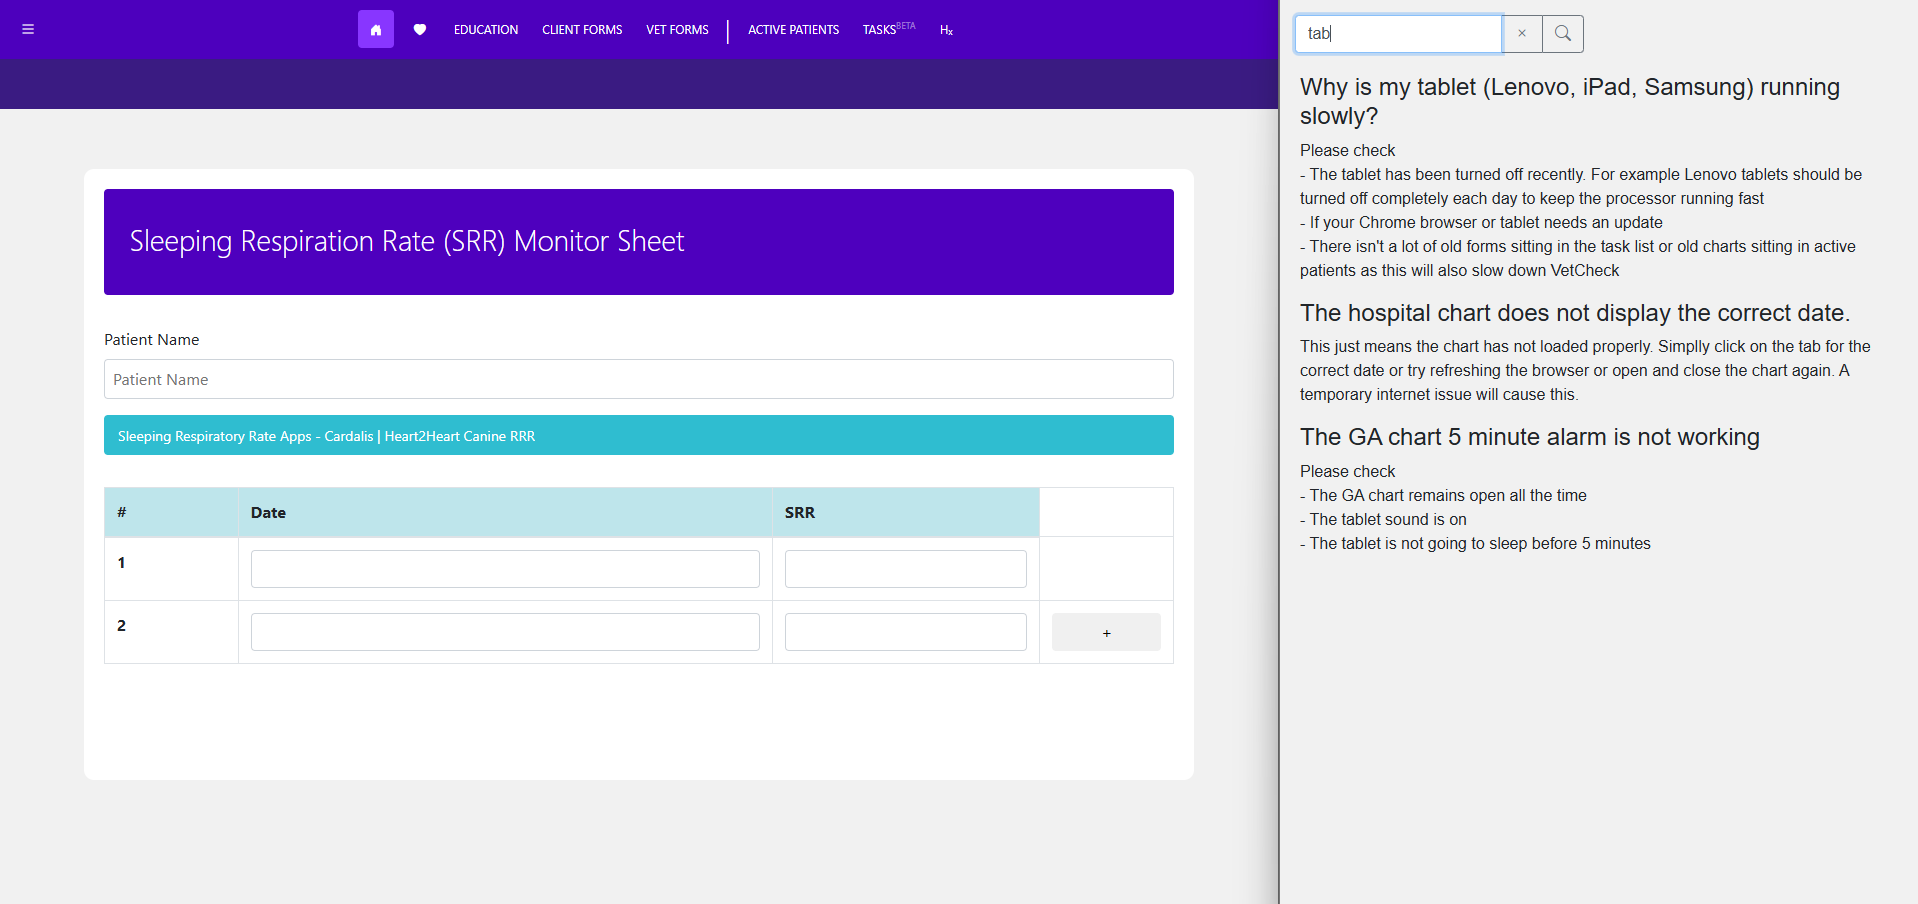 EDUCATION CLIENT FORMS VET FORMS ACTIVE PATIENTS TASKSBETA Hx
Sleeping Respiration Rate (SRR) Monitor Sheet
Patient Name
Patient Name
Sleeping Respiratory Rate Apps - Cardalis | Heart2Heart Canine RRR
# Date SRR
1
2
+
tab
×
Why is my tablet (Lenovo, iPad, Samsung) running
slowly?
Please check
- The tablet has been turned off recently. For example Lenovo tablets should be
turned off completely each day to keep the processor running fast
- If your Chrome browser or tablet needs an update
- There isn't a lot of old forms sitting in the task list or old charts sitting in active
patients as this will also slow down VetCheck
The hospital chart does not display the correct date.
This just means the chart has not loaded properly. Simplly click on the tab for the
correct date or try refreshing the browser or open and close the chart again. A
temporary internet issue will cause this.
The GA chart 5 minute alarm is not working
Please check
- The GA chart remains open all the time
- The tablet sound is on
- The tablet is not going to sleep before 5 minutes